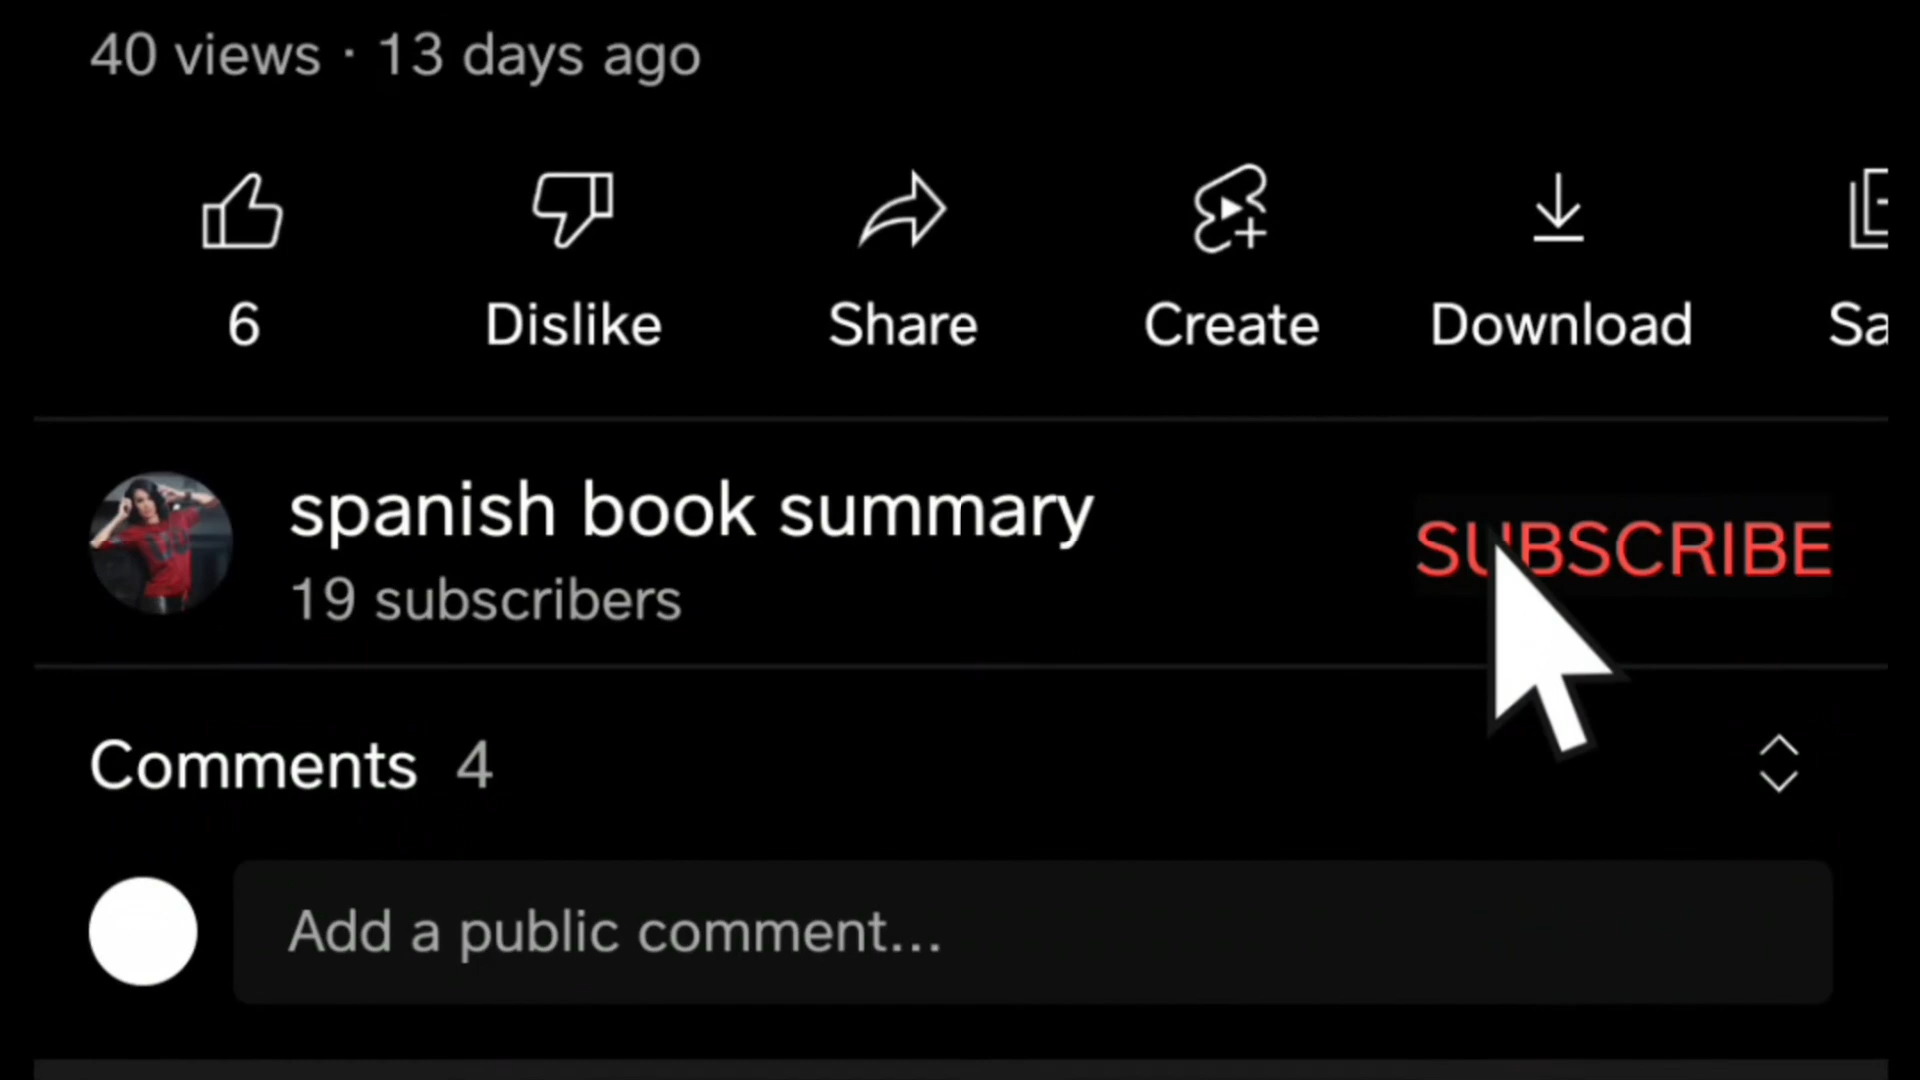 40 views · 13 days ago
6 Dislike Share Create Download Sa
spanish book summary
SUBSCRIBE
19 subscribers
Comments 4
Add a public comment...